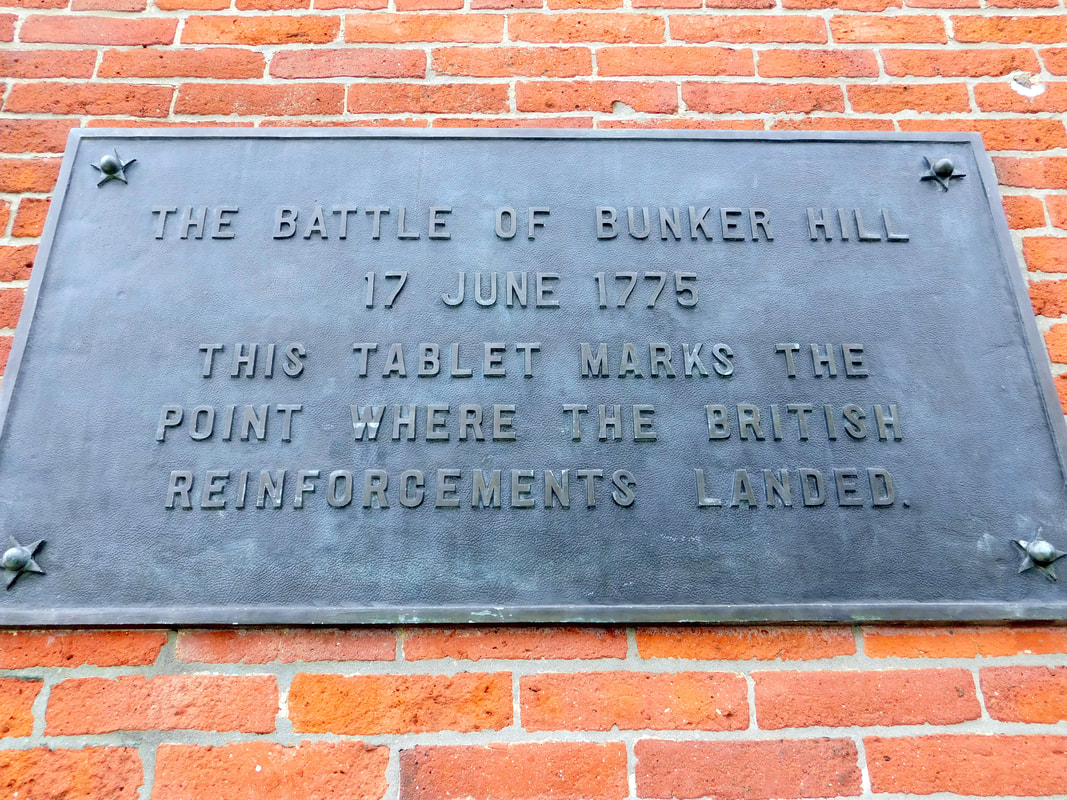 THE BATTLE OF BUNKER HILL
17 JUNE 1775
THIS TABLET MARKS THE
POINT WHERE THE BRITISH
REINFORCEMENTS LANDED.